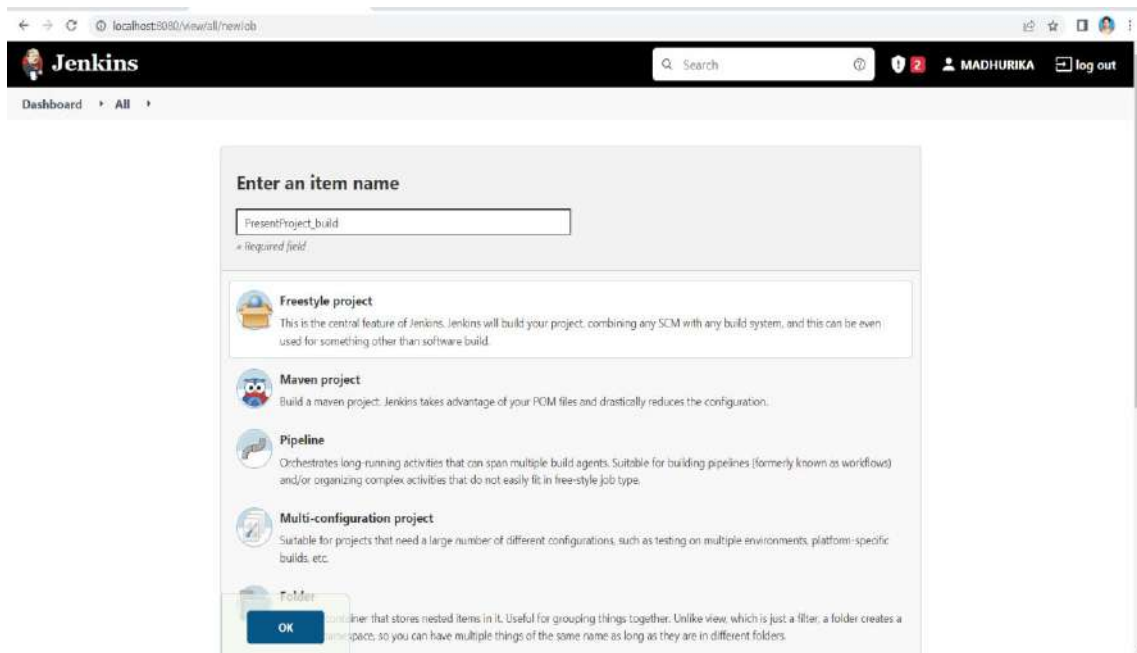 localhost:8080/view/all/newJob
Jenkins
Search
2
MADHURIKA
log out
Dashboard
All
Enter an item name
PresentProject_build
» Required field
Freestyle project
This is the central feature of Jenkins. Jenkins will build your project, combining any SCM with any build system, and this can be even
used for something other than software build.
Maven project
Build a maven project. Jenkins takes advantage of your POM files and drastically reduces the configuration.
Pipeline
Orchestrates long-running activities that can span multiple build agents. Suitable for building pipelines (formerly known as workflows)
and/or organizing complex activities that do not easily fit in free-style job type.
Multi-configuration project
Suitable for projects that need a large number of different configurations, such as testing on multiple environments, platform-specific
builds, etc.
Folder
that stores nested items in it. Useful for grouping things together. Unlike view, which is just a filter, a folder creates a
OK
so you can have multiple things of the same name as long as they are in different folders.